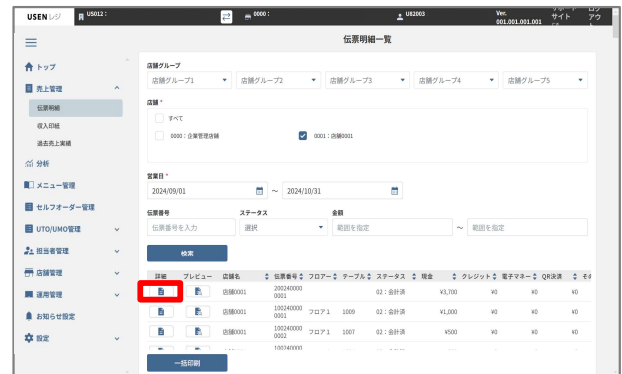 USEN レジ US012： 0000： U82003 Ver. 001.001.001.001 サポートサイト ログアウト
伝票明細一覧
トップ
売上管理
伝票明細
収入印紙
過去売上実績
分析
メニュー管理
セルフオーダー管理
UTO/UMO管理
担当者管理
店舗管理
運用管理
お知らせ設定
設定
店舗グループ
店舗グループ1 店舗グループ2 店舗グループ3 店舗グループ4 店舗グループ5
店舗 *
すべて
0000：企業管理店舗 0001：店舗0001
営業日 *
2024/09/01 ～ 2024/10/31
伝票番号 ステータス 金額
伝票番号を入力 選択 範囲を指定 ～ 範囲を指定
検索
詳細 プレビュー 店舗名 伝票番号 フロアー テーブル ステータス 現金 クレジット 電子マネー QR決済 その
店舗0001 200240000 0001 02：会計済 ¥3,700 ¥0 ¥0 ¥0
店舗0001 100240000 0001 フロア１ 1009 02：会計済 ¥1,000 ¥0 ¥0 ¥0
店舗0001 100240000 0002 フロア１ 1007 02：会計済 ¥500 ¥0 ¥0 ¥0
100240000
一括印刷